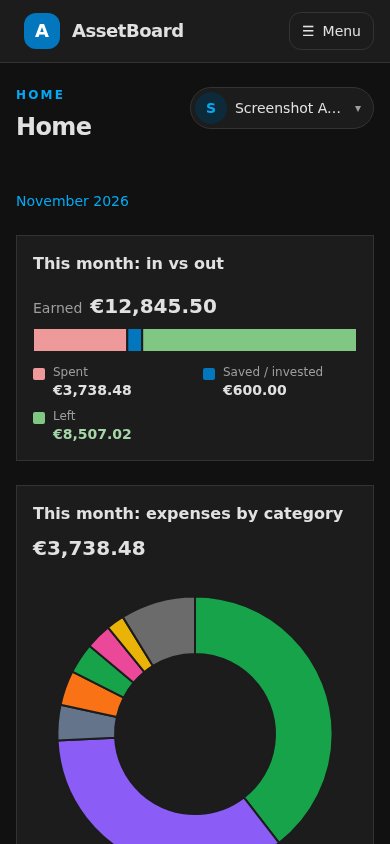 A AssetBoard
☰ Menu
HOME
Home
S Screenshot A... ▾
November 2026
This month: in vs out
Earned €12,845.50
Spent
€3,738.48
Saved / invested
€600.00
Left
€8,507.02
This month: expenses by category
€3,738.48